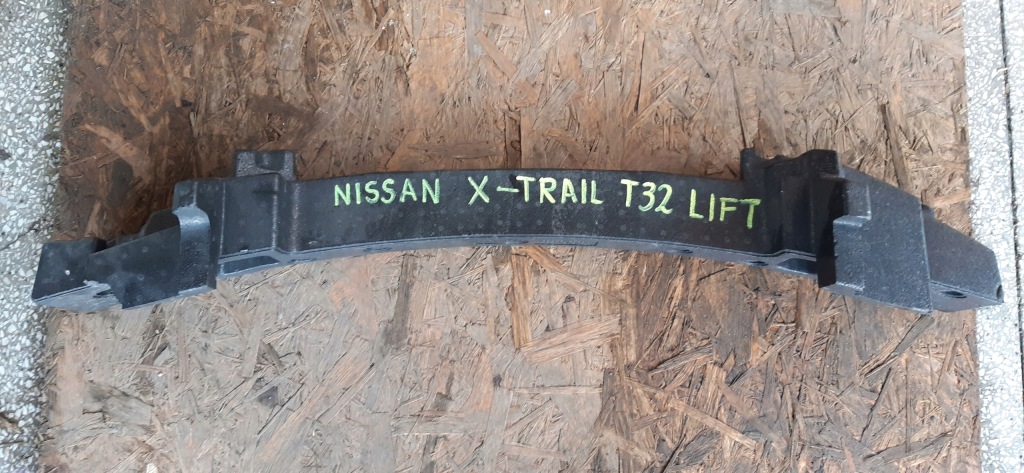 NISSAN X-TRAIL T32 LIFT